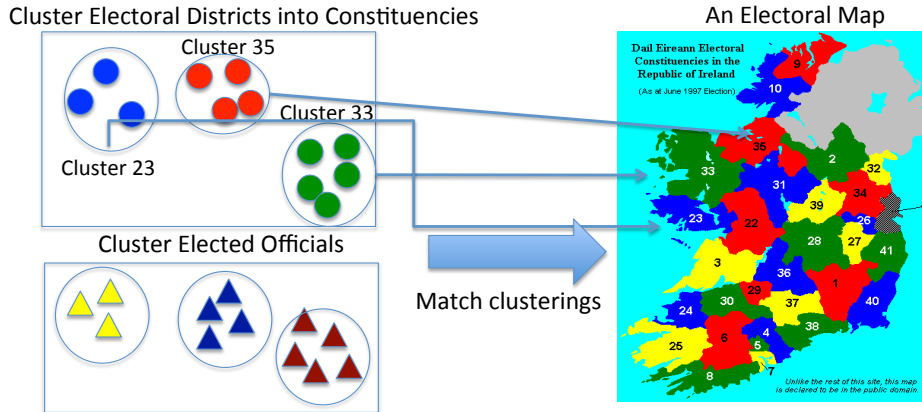 Cluster Electoral Districts into Constituencies
Cluster 35
Cluster 33
Cluster 23
Cluster Elected Officials
Match clusterings
An Electoral Map
Dail Eireann Electoral
Constituencies in the
Republic of Ireland
(As at June 1997 Election)
9
10
35
2
33
32
31
34
39
23
22
26
28
27
41
3
36
29
1
30
37
40
24
38
6
4
5
25
7
8
Unlike the rest of this site, this map
is declared to be in the public domain.